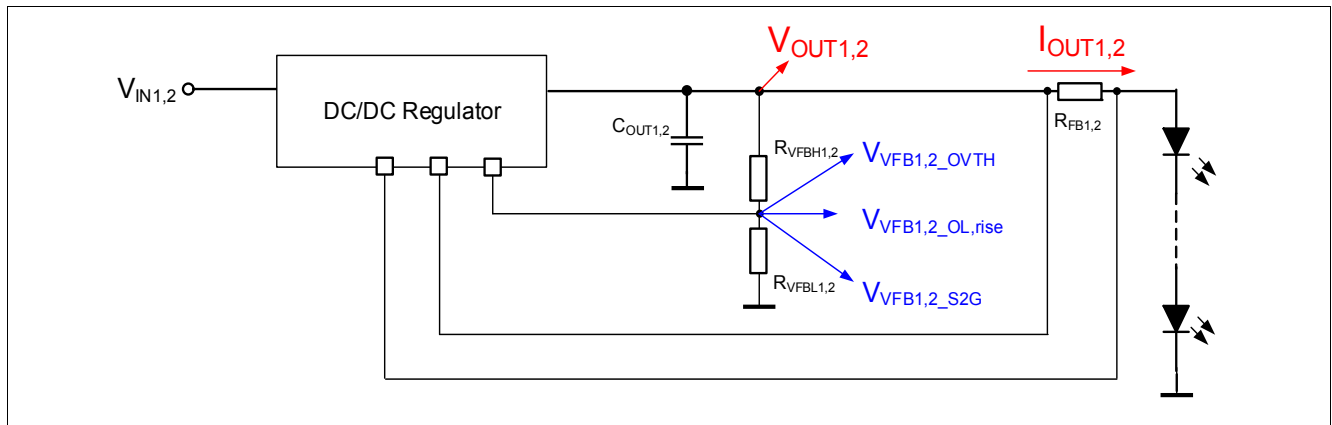 VOUT1,2
IOUT1,2
VIN1,2
DC/DC Regulator
COUT1,2
RFB1,2
RVFBH1,2
VVFB1,2_OVTH
VVFB1,2_OL,rise
RVFBL1,2
VVFB1,2_S2G